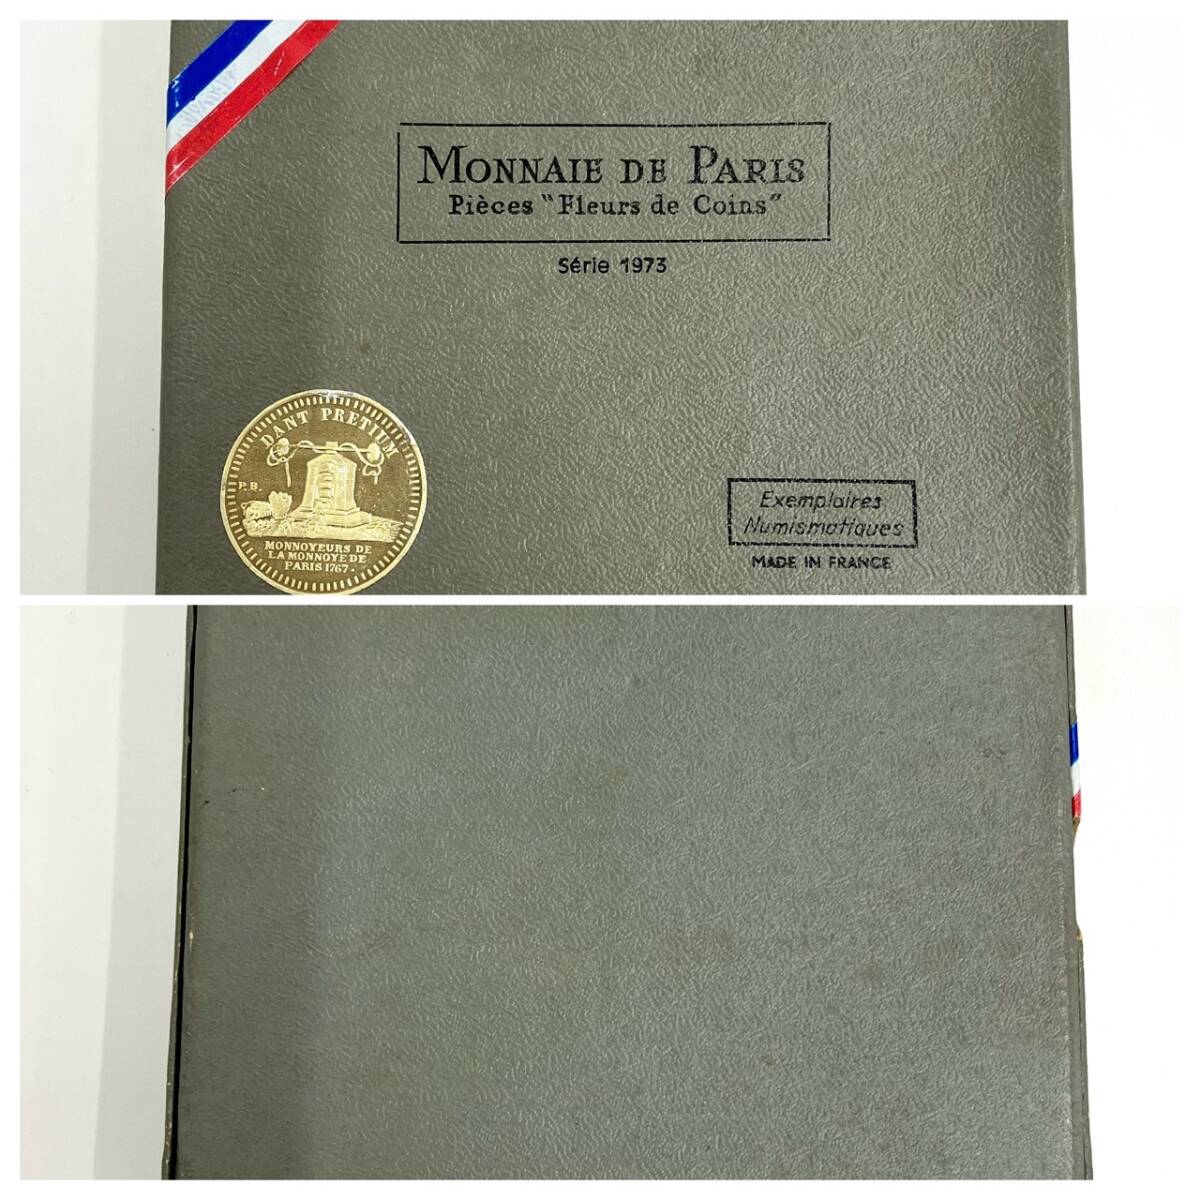 MONNAIE DE PARIS
Pièces "Fleurs de Coins"
Série 1973
DANT PRETIUM
P. B.
MONNOYEURS DE
LA MONNOYE DE
PARIS 1767.
Exemplaires
Numismatiques
MADE IN FRANCE